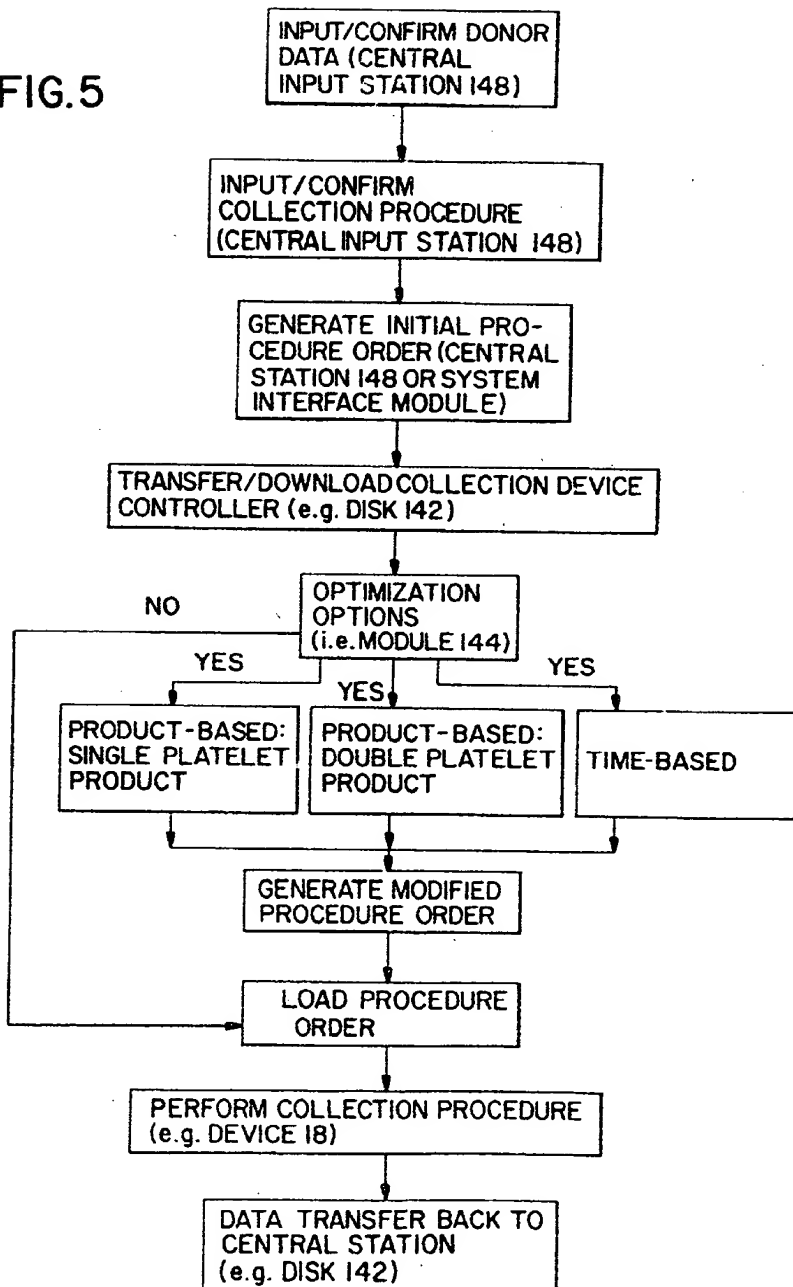 FIG.5
INPUT/CONFIRM DONOR
DATA (CENTRAL
INPUT STATION 148)
INPUT/CONFIRM
COLLECTION PROCEDURE
(CENTRAL INPUT STATION 148)
GENERATE INITIAL PRO-
CEDURE ORDER (CENTRAL
STATION 148 OR SYSTEM
INTERFACE MODULE)
TRANSFER/DOWNLOAD COLLECTION DEVICE
CONTROLLER (e.g. DISK 142)
OPTIMIZATION
OPTIONS
(i.e. MODULE 144)
NO
YES
YES
YES
PRODUCT-BASED:
SINGLE PLATELET
PRODUCT
PRODUCT-BASED:
DOUBLE PLATELET
PRODUCT
TIME-BASED
GENERATE MODIFIED
PROCEDURE ORDER
LOAD PROCEDURE
ORDER
PERFORM COLLECTION PROCEDURE
(e.g. DEVICE 18)
DATA TRANSFER BACK TO
CENTRAL STATION
(e.g. DISK 142)